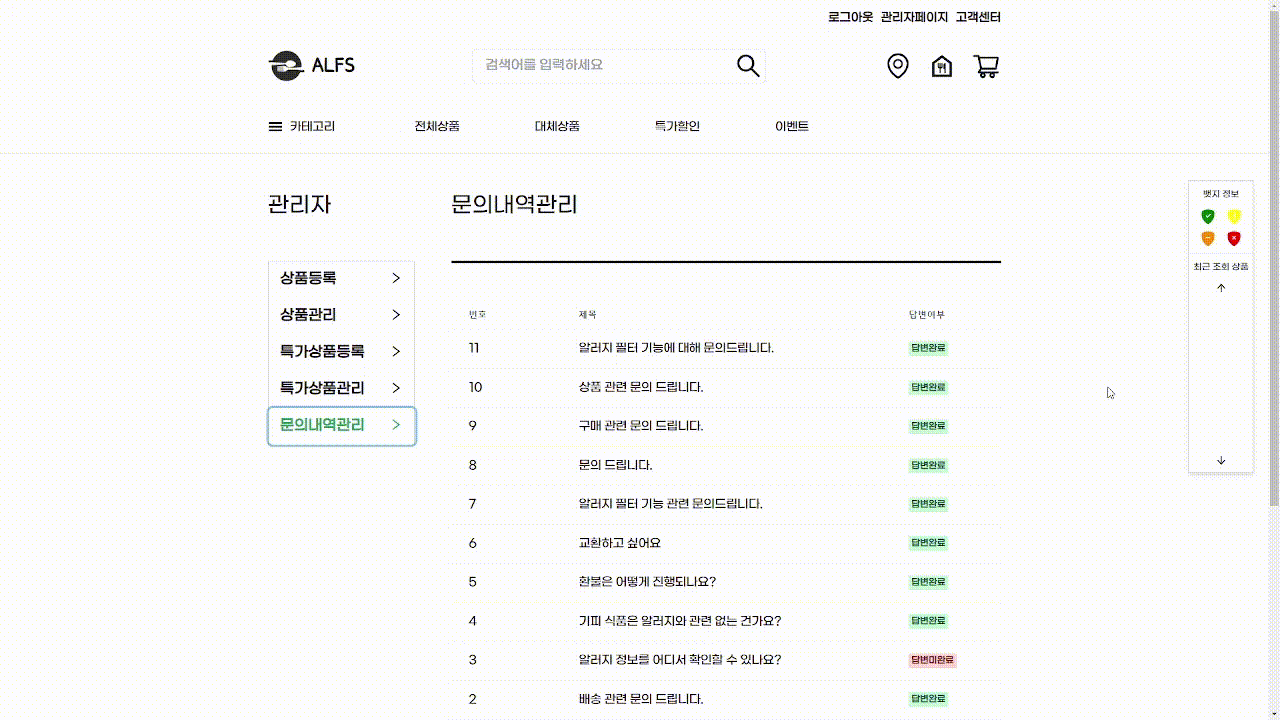 로그아웃 관리자페이지 고객센터
ALFS
검색어를 입력하세요
카테고리 전체상품 대체상품 특가할인 이벤트
관리자
문의내역관리
상품등록
상품관리
특가상품등록
특가상품관리
문의내역관리
번호 제목 답변여부
11 알러지 필터 기능에 대해 문의드립니다. 답변완료
10 상품 관련 문의 드립니다. 답변완료
9 구매 관련 문의 드립니다. 답변완료
8 문의 드립니다. 답변완료
7 알러지 필터 기능 관련 문의드립니다. 답변완료
6 교환하고 싶어요 답변완료
5 환불은 어떻게 진행되나요? 답변완료
4 기피 식품은 알러지와 관련 없는 건가요? 답변완료
3 알러지 정보를 어디서 확인할 수 있나요? 답변미완료
2 배송 관련 문의 드립니다. 답변완료
뱃지 정보
최근 조회 상품